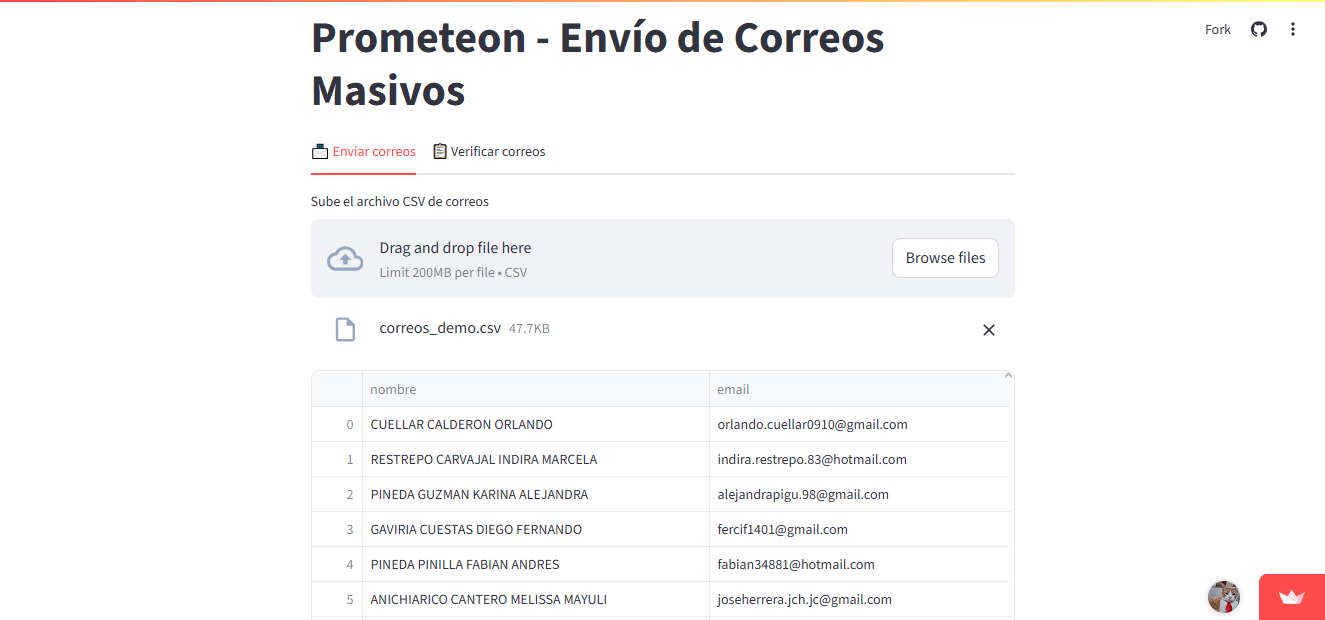 Prometeon - Envío de Correos
Masivos
Fork
Enviar correos
Verificar correos
Sube el archivo CSV de correos
Drag and drop file here
Limit 200MB per file • CSV
Browse files
correos_demo.csv 47.7KB
nombre email
0 CUELLAR CALDERON ORLANDO orlando.cuellar0910@gmail.com
1 RESTREPO CARVAJAL INDIRA MARCELA indira.restrepo.83@hotmail.com
2 PINEDA GUZMAN KARINA ALEJANDRA alejandrapigu.98@gmail.com
3 GAVIRIA CUESTAS DIEGO FERNANDO fercif1401@gmail.com
4 PINEDA PINILLA FABIAN ANDRES fabian34881@hotmail.com
5 ANICHIARICO CANTERO MELISSA MAYULI joseherrera.jch.jc@gmail.com